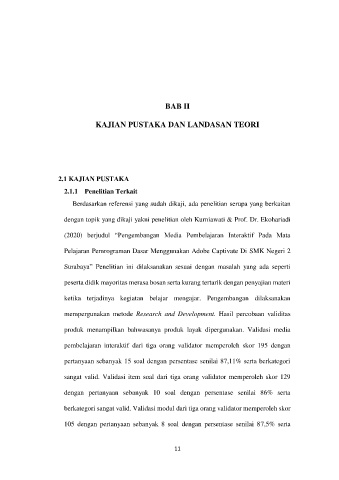 BAB II
KAJIAN PUSTAKA DAN LANDASAN TEORI
2.1 KAJIAN PUSTAKA
2.1.1 Penelitian Terkait
Berdasarkan referensi yang sudah dikaji, ada penelitian serupa yang berkaitan
dengan topik yang dikaji yakni penelitian oleh Kurniawati & Prof. Dr. Ekohariadi
(2020) berjudul “Pengembangan Media Pembelajaran Interaktif Pada Mata
Pelajaran Pemrograman Dasar Menggunakan Adobe Captivate Di SMK Negeri 2
Surabaya” Penelitian ini dilaksanakan sesuai dengan masalah yang ada seperti
peserta didik mayoritas merasa bosan serta kurang tertarik dengan penyajian materi
ketika terjadinya kegiatan belajar mengajar. Pengembangan dilaksanakan
mempergunakan metode Research and Development. Hasil percobaan validitas
produk menampilkan bahwasanya produk layak dipergunakan. Validasi media
pembelajaran interaktif dari tiga orang validator memperoleh skor 195 dengan
pertanyaan sebanyak 15 soal dengan persentase senilai 87,11% serta berkategori
sangat valid. Validasi item soal dari tiga orang validator memperoleh skor 129
dengan pertanyaan sebanyak 10 soal dengan persentase senilai 86% serta
berkategori sangat valid. Validasi modul dari tiga orang validator memperoleh skor
105 dengan pertanyaan sebanyak 8 soal dengan persentase senilai 87,5% serta
11